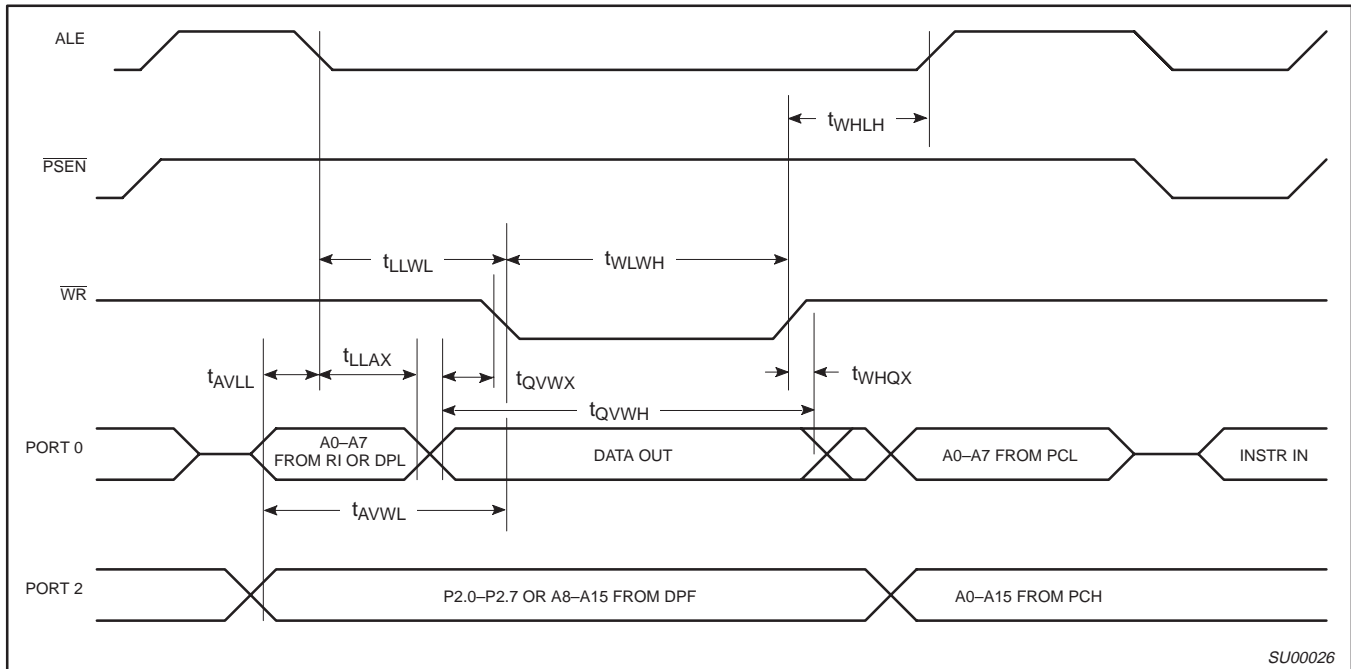 ALE
tWHLH
PSEN
tLLWL
tWLWH
WR
tAVLL
tLLAX
tQVWX
tWHQX
tQVWH
PORT 0
A0–A7
FROM RI OR DPL
DATA OUT
A0–A7 FROM PCL
INSTR IN
tAVWL
PORT 2
P2.0–P2.7 OR A8–A15 FROM DPF
A0–A15 FROM PCH
SU00026